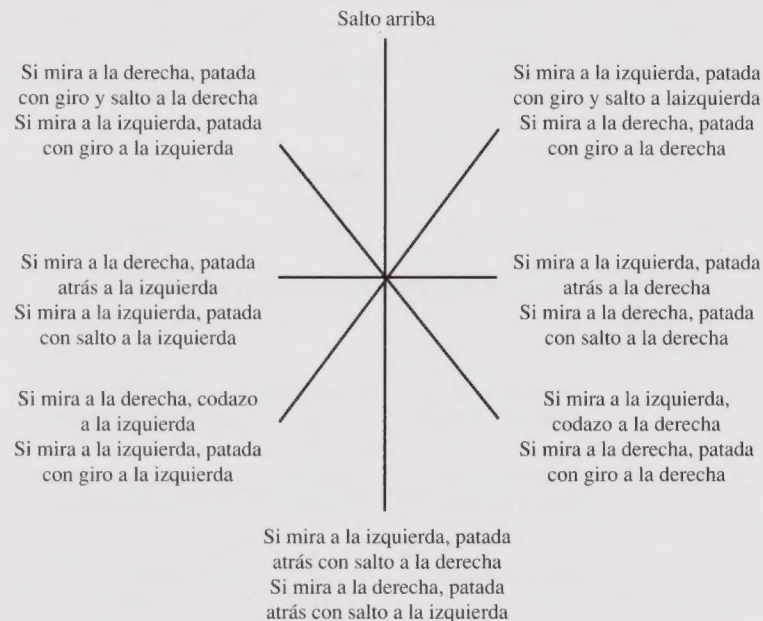 Salto arriba
Si mira a la derecha, patada
con giro y salto a la derecha
Si mira a la izquierda, patada
con giro a la izquierda
Si mira a la izquierda, patada
con giro y salto a laizquierda
Si mira a la derecha, patada
con giro a la derecha
Si mira a la derecha, patada
atrás a la izquierda
Si mira a la izquierda, patada
con salto a la izquierda
Si mira a la izquierda, patada
atrás a la derecha
Si mira a la derecha, patada
con salto a la derecha
Si mira a la derecha, codazo
a la izquierda
Si mira a la izquierda, patada
con giro a la izquierda
Si mira a la izquierda,
codazo a la derecha
Si mira a la derecha, patada
con giro a la derecha
Si mira a la izquierda, patada
atrás con salto a la derecha
Si mira a la derecha, patada
atrás con salto a la izquierda